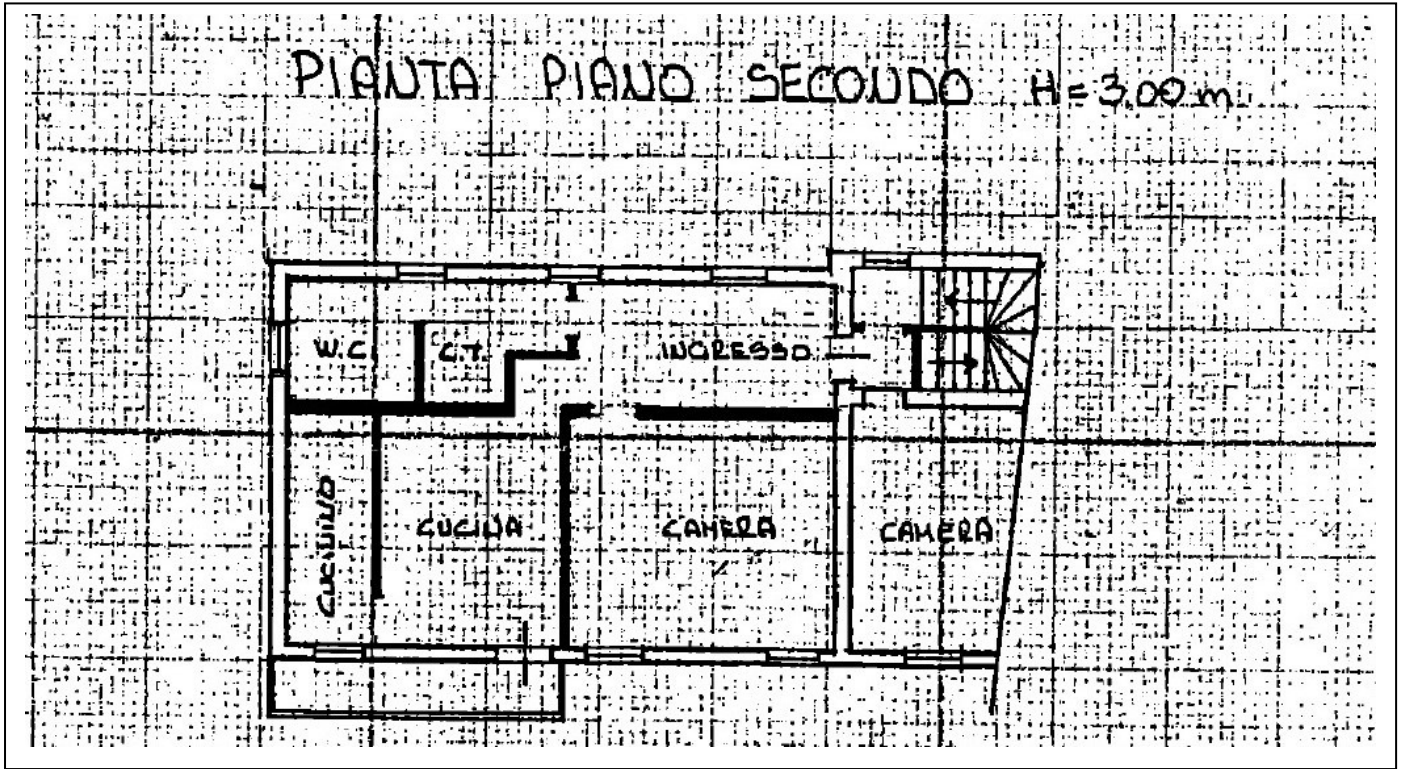 PIANTA PIANO SECONDO H=3.00 m.
W.C. C.T. INGRESSO
CUCININO CUCINA CAMERA CAMERA